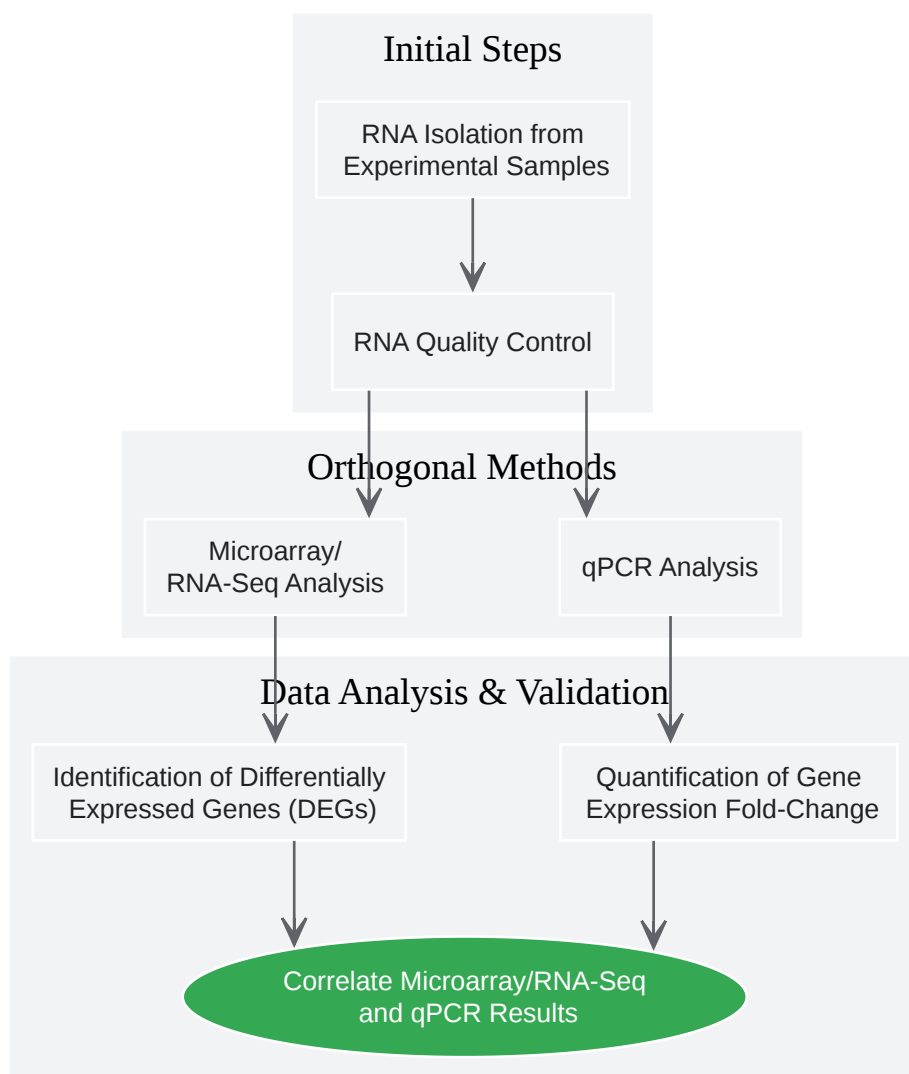 Initial Steps
RNA Isolation from
Experimental Samples
RNA Quality Control
Orthogonal Methods
Microarray/
RNA-Seq Analysis
qPCR Analysis
Data Analysis & Validation
Identification of Differentially
Expressed Genes (DEGs)
Quantification of Gene
Expression Fold-Change
Correlate Microarray/RNA-Seq
and qPCR Results